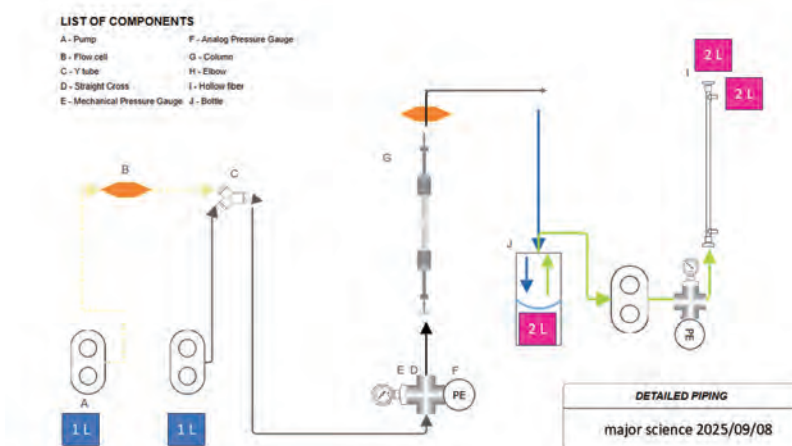 LIST OF COMPONENTS
A - Pump
F - Analog Pressure Gauge
B - Flow cell
G - Column
C - Y tube
H - Elbow
D - Straight Cross
I - Hollow fiber
E - Mechanical Pressure Gauge
J - Bottle
2 L
I
2 L
G
B
C
J
2 L
PE
E D F
PE
A
1 L
1 L
DETAILED PIPING
major science 2025/09/08